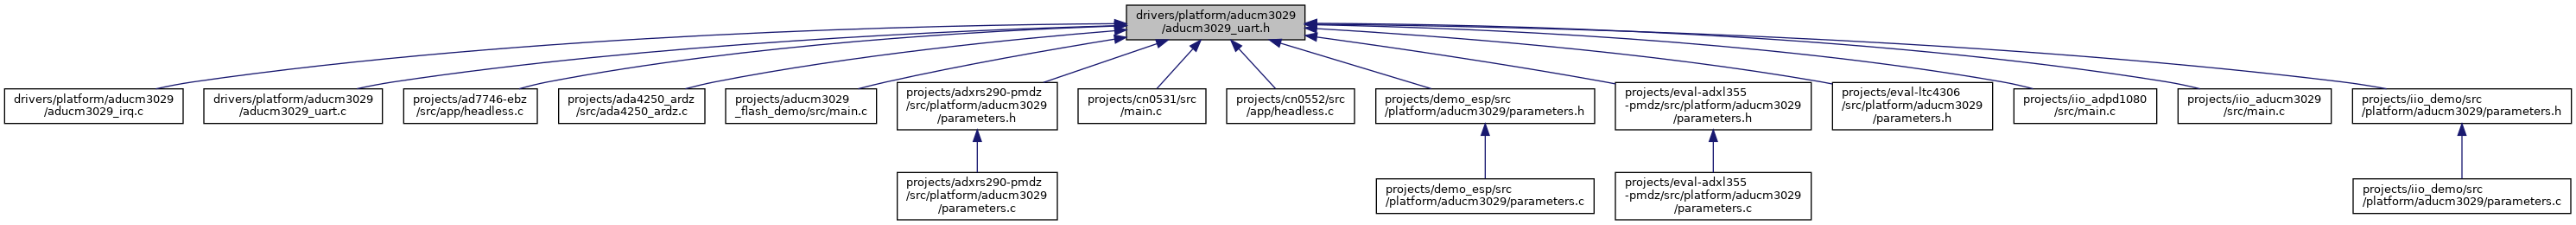 drivers/platform/aducm3029
/aducm3029_uart.h
drivers/platform/aducm3029
/aducm3029_irq.c
drivers/platform/aducm3029
/aducm3029_uart.c
projects/ad7746-ebz
/src/app/headless.c
projects/ada4250_ardz
/src/ada4250_ardz.c
projects/aducm3029
_flash_demo/src/main.c
projects/adxrs290-pmdz
/src/platform/aducm3029
/parameters.h
projects/cn0531/src
/main.c
projects/cn0552/src
/app/headless.c
projects/demo_esp/src
/platform/aducm3029/parameters.h
projects/eval-adxl355
-pmdz/src/platform/aducm3029
/parameters.h
projects/eval-ltc4306
/src/platform/aducm3029
/parameters.h
projects/iio_adpd1080
/src/main.c
projects/iio_aducm3029
/src/main.c
projects/iio_demo/src
/platform/aducm3029/parameters.h
projects/adxrs290-pmdz
/src/platform/aducm3029
/parameters.c
projects/demo_esp/src
/platform/aducm3029/parameters.c
projects/eval-adxl355
-pmdz/src/platform/aducm3029
/parameters.c
projects/iio_demo/src
/platform/aducm3029/parameters.c